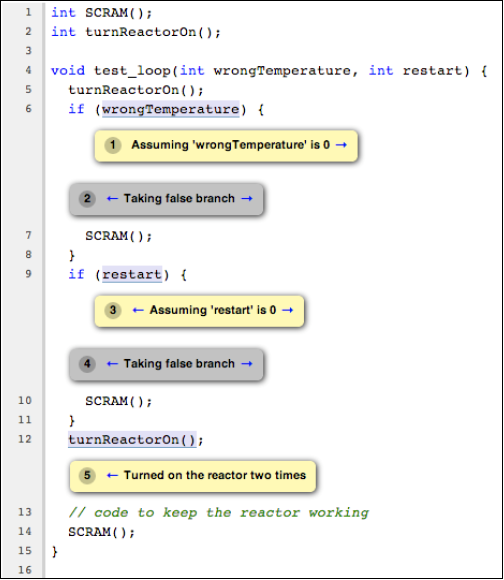 1 int SCRAM();
2 int turnReactorOn();
3
4 void test_loop(int wrongTemperature, int restart) {
5 turnReactorOn();
6 if (wrongTemperature) {
1 Assuming 'wrongTemperature' is 0 →
2 ← Taking false branch →
7 SCRAM();
8 }
9 if (restart) {
3 ← Assuming 'restart' is 0 →
4 ← Taking false branch →
10 SCRAM();
11 }
12 turnReactorOn();
5 ← Turned on the reactor two times
13 // code to keep the reactor working
14 SCRAM();
15 }
16